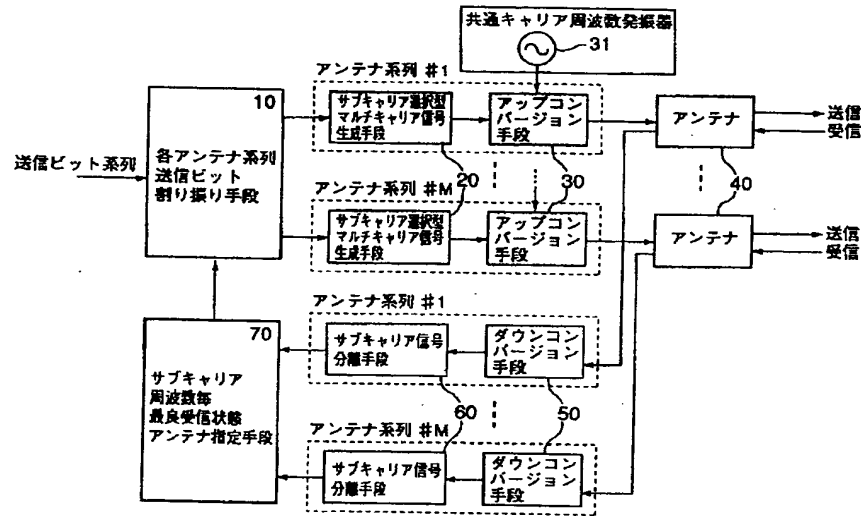 共通キャリア周波数発振器
31
アンテナ系列 #1
10
サブキャリア選択型
マルチキャリア信号
生成手段
アップコン
バージョン
手段
アンテナ
送信
受信
送信ビット系列
各アンテナ系列
送信ビット
割り振り手段
20
30
40
アンテナ系列 #M
サブキャリア選択型
マルチキャリア信号
生成手段
アップコン
バージョン
手段
アンテナ
送信
受信
アンテナ系列 #1
70
サブキャリア信号
分離手段
ダウンコン
バージョン
手段
サブキャリア
周波数毎
最良受信状態
アンテナ指定手段
60
50
アンテナ系列 #M
サブキャリア信号
分離手段
ダウンコン
バージョン
手段